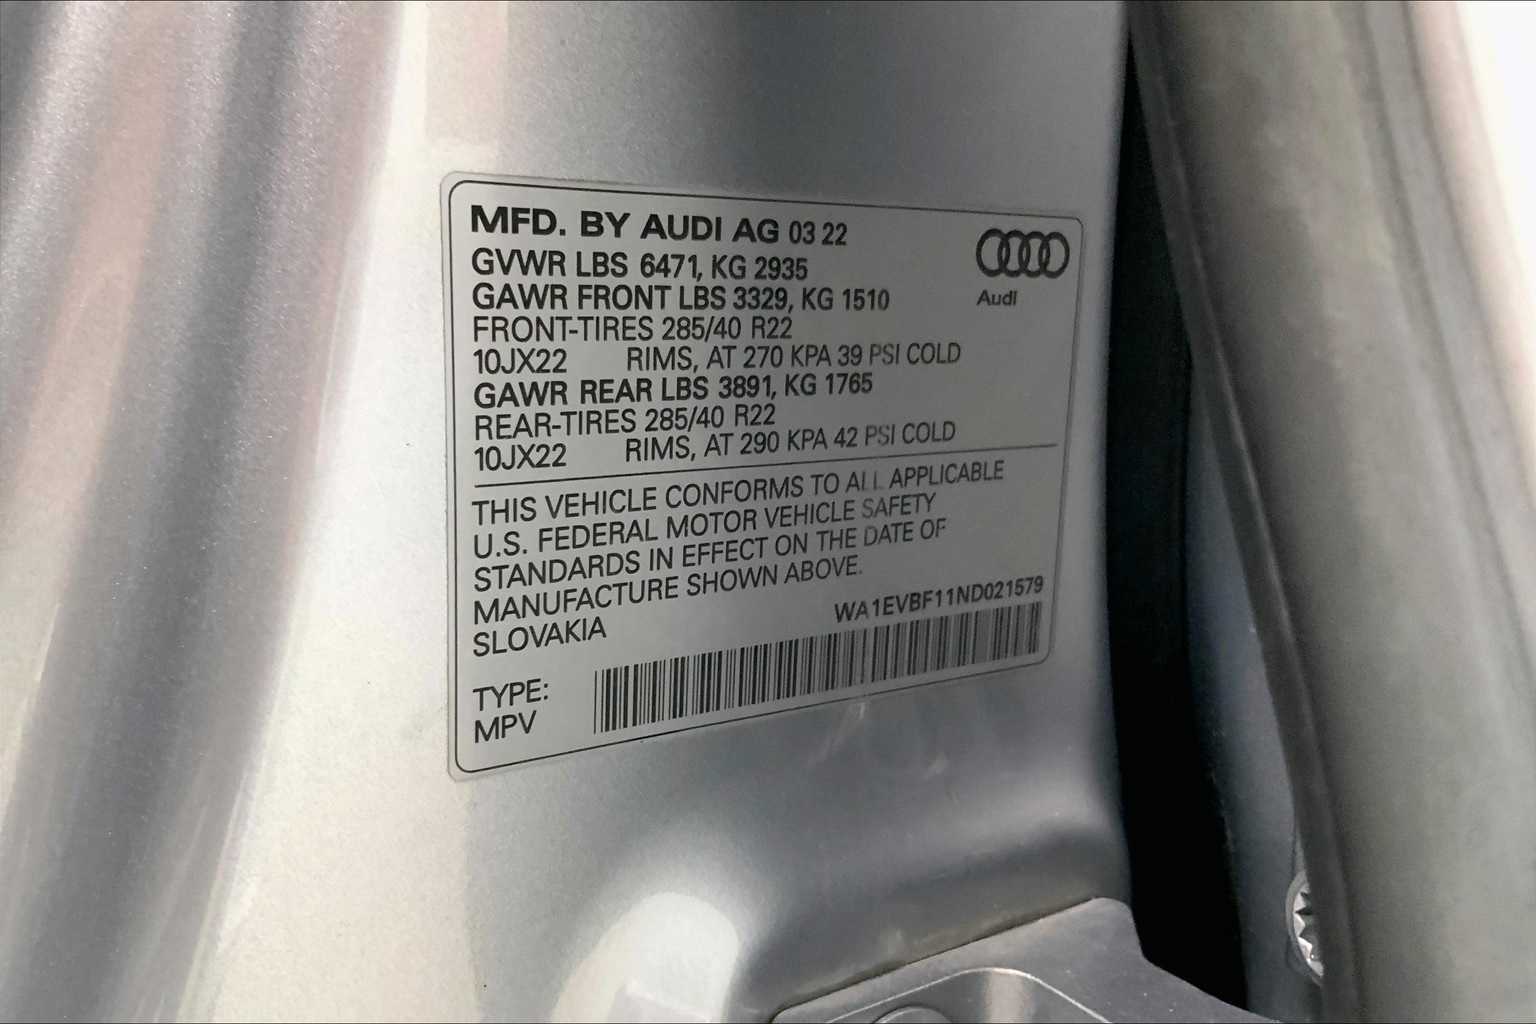 MFD. BY AUDI AG 03 22
GVWR LBS 6471, KG 2935
GAWR FRONT LBS 3329, KG 1510
FRONT-TIRES 285/40 R22
10JX22 RIMS, AT 270 KPA 39 PSI COLD
GAWR REAR LBS 3891, KG 1765
REAR-TIRES 285/40 R22
10JX22 RIMS, AT 290 KPA 42 PSI COLD
Audi
THIS VEHICLE CONFORMS TO ALL APPLICABLE
U.S. FEDERAL MOTOR VEHICLE SAFETY
STANDARDS IN EFFECT ON THE DATE OF
MANUFACTURE SHOWN ABOVE.
SLOVAKIA
WA1EVBF11ND021579
TYPE:
MPV